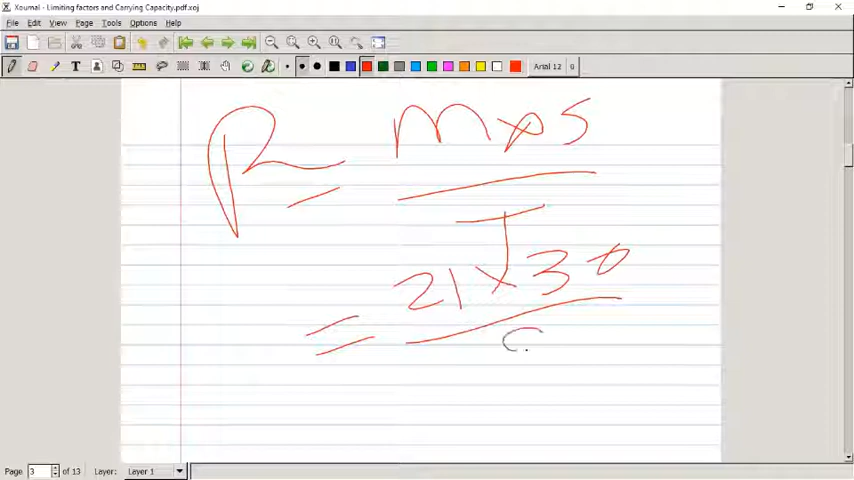 Xournal - Limiting factors and Carrying Capacity.pdf.xoj
File Edit View Page Tools Options Help
Arial 12
P = m x s
T
= 21 x 30
Page 3 of 13 Layer: Layer 1